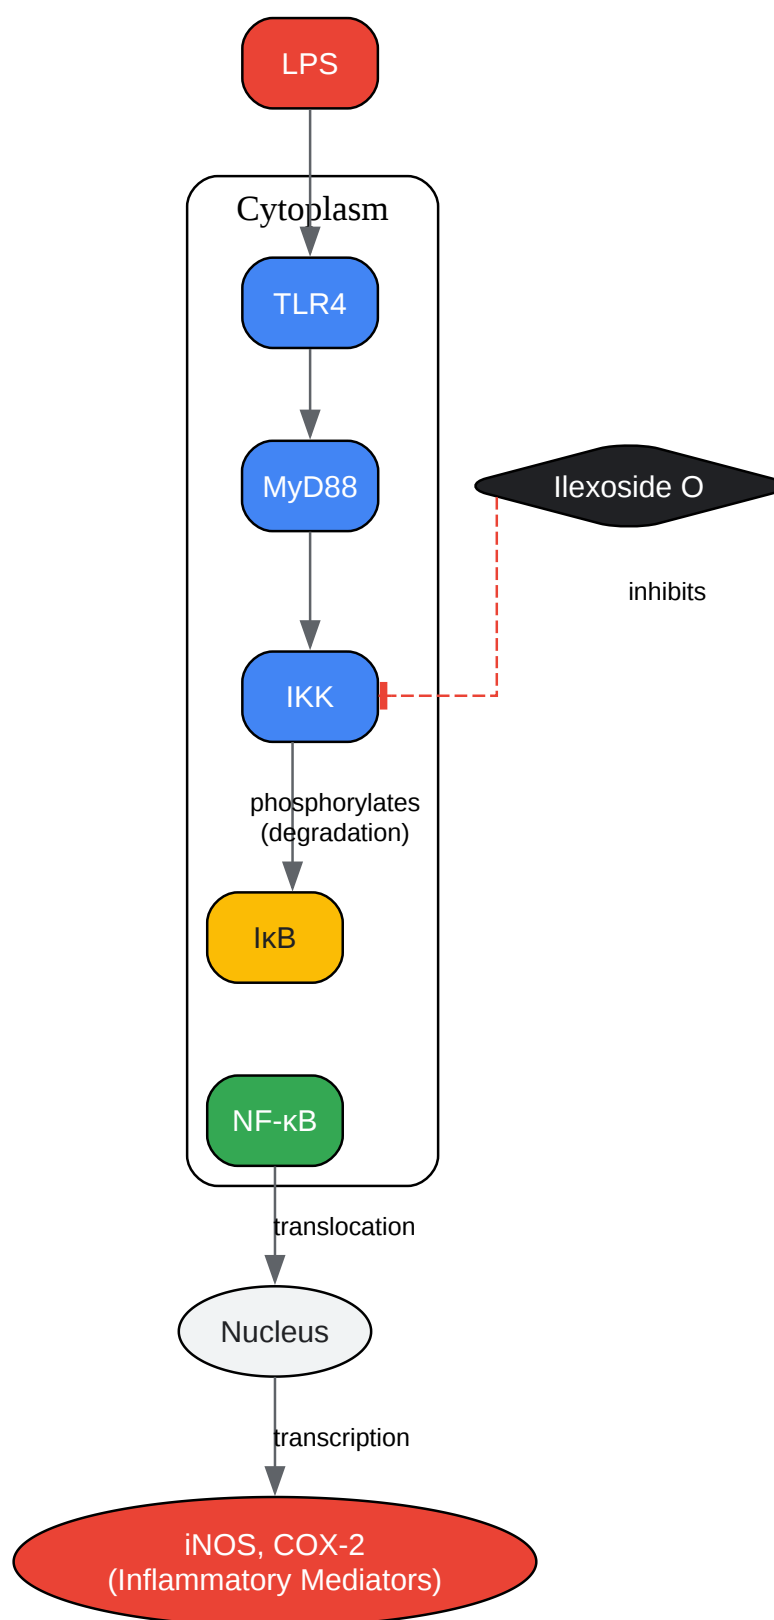 LPS
Cytoplasm
TLR4
MyD88
Ilexoside O
inhibits
IKK
phosphorylates
(degradation)
IκB
NF-κB
translocation
Nucleus
transcription
iNOS, COX-2
(Inflammatory Mediators)